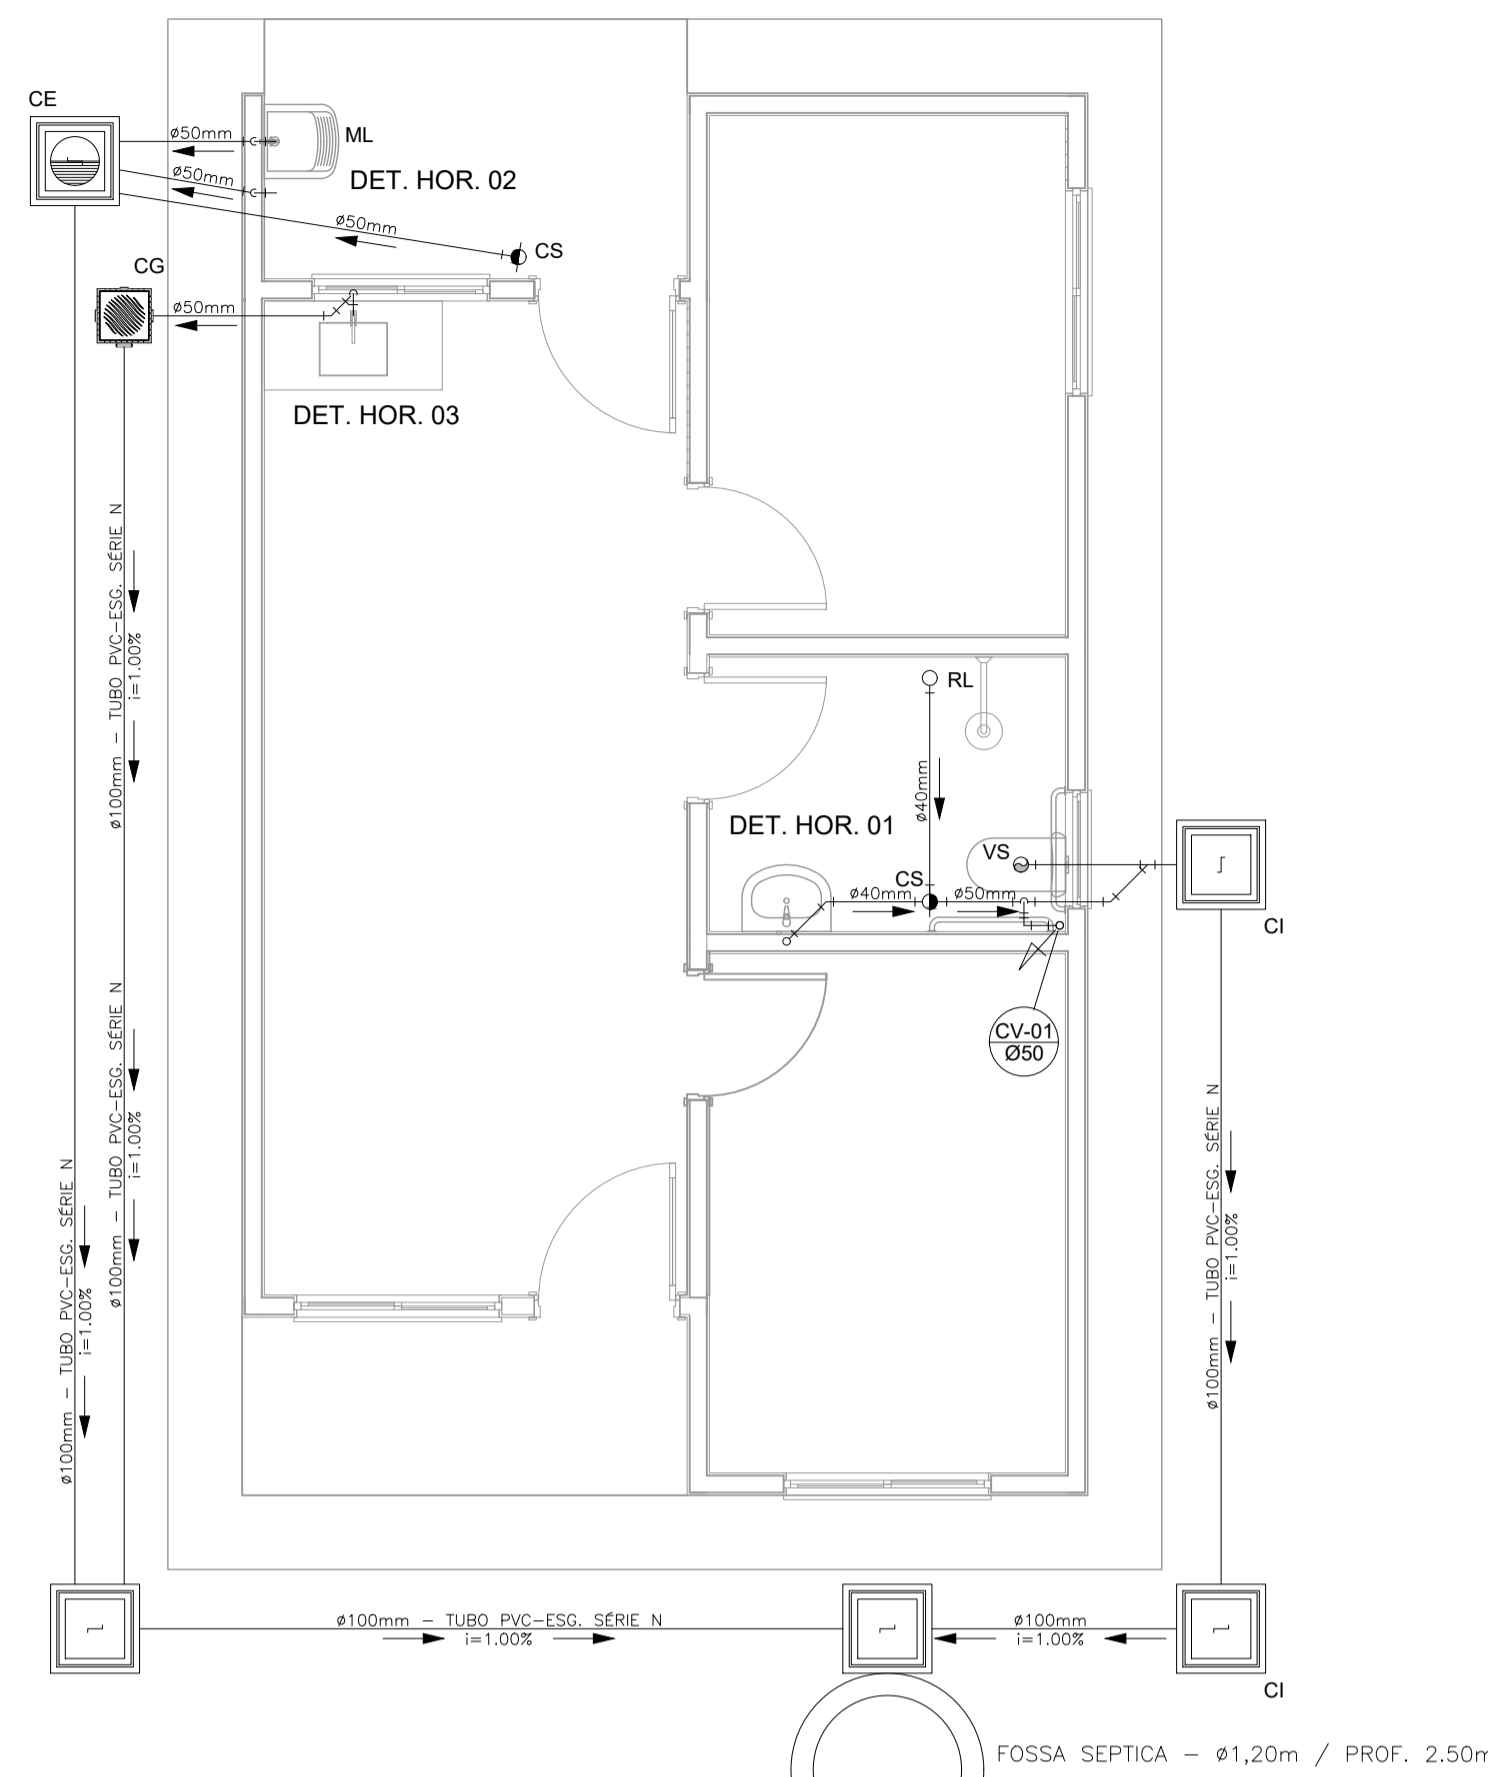 CE
ø50mm
ML
DET. HOR. 02
ø50mm
ø50mm
CS
CG
ø50mm
DET. HOR. 03
ø100mm – TUBO PVC–ESG. SÉRIE N
i=1.00%
RL
ø40mm
DET. HOR. 01
VS
CS
ø40mm
ø50mm
CI
CV-01
Ø50
ø100mm – TUBO PVC–ESG. SÉRIE N
i=1.00%
ø100mm – TUBO PVC–ESG. SÉRIE N
i=1.00%
ø100mm – TUBO PVC–ESG. SÉRIE N
i=1.00%
ø100mm – TUBO PVC–ESG. SÉRIE N
i=1.00%
ø100mm
i=1.00%
CI
FOSSA SEPTICA – ø1,20m / PROF. 2.50m